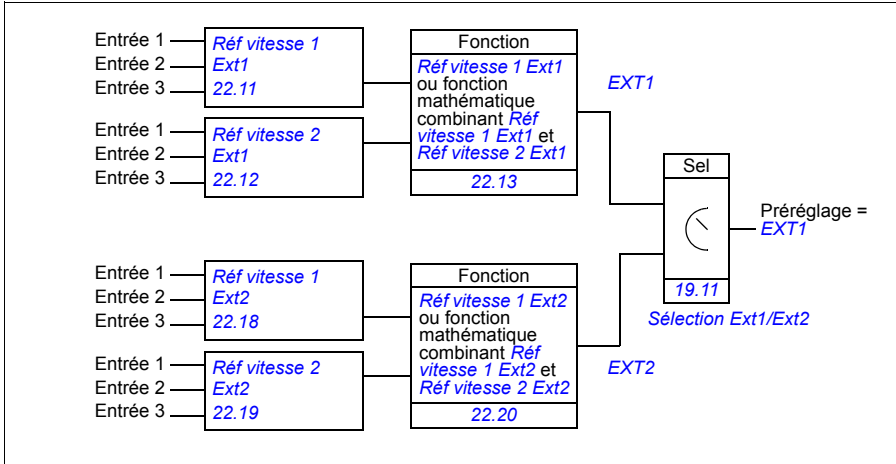 Entrée 1
Entrée 2
Entrée 3
Réf vitesse 1
Ext1
22.11
Entrée 1
Entrée 2
Entrée 3
Réf vitesse 2
Ext1
22.12
Fonction
Réf vitesse 1 Ext1
ou fonction
mathématique
combinant Réf
vitesse 1 Ext1 et
Réf vitesse 2 Ext1
22.13
EXT1
Entrée 1
Entrée 2
Entrée 3
Réf vitesse 1
Ext2
22.18
Entrée 1
Entrée 2
Entrée 3
Réf vitesse 2
Ext2
22.19
Fonction
Réf vitesse 1 Ext2
ou fonction
mathématique
combinant Réf
vitesse 1 Ext2 et
Réf vitesse 2 Ext2
22.20
EXT2
Sel
19.11
Sélection Ext1/Ext2
Préréglage =
EXT1